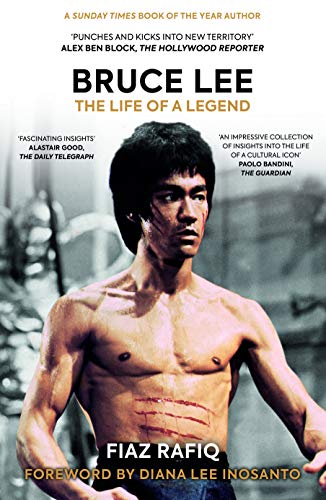 A SUNDAY TIMES BOOK OF THE YEAR AUTHOR
'PUNCHES AND KICKS INTO NEW TERRITORY'
ALEX BEN BLOCK, THE HOLLYWOOD REPORTER
BRUCE LEE
THE LIFE OF A LEGEND
'FASCINATING INSIGHTS'
ALASTAIR GOOD,
THE DAILY TELEGRAPH
'AN IMPRESSIVE COLLECTION
OF INSIGHTS INTO THE LIFE
OF A CULTURAL ICON'
PAOLO BANDINI,
THE GUARDIAN
FIAZ RAFIQ
FOREWORD BY DIANA LEE INOSANTO